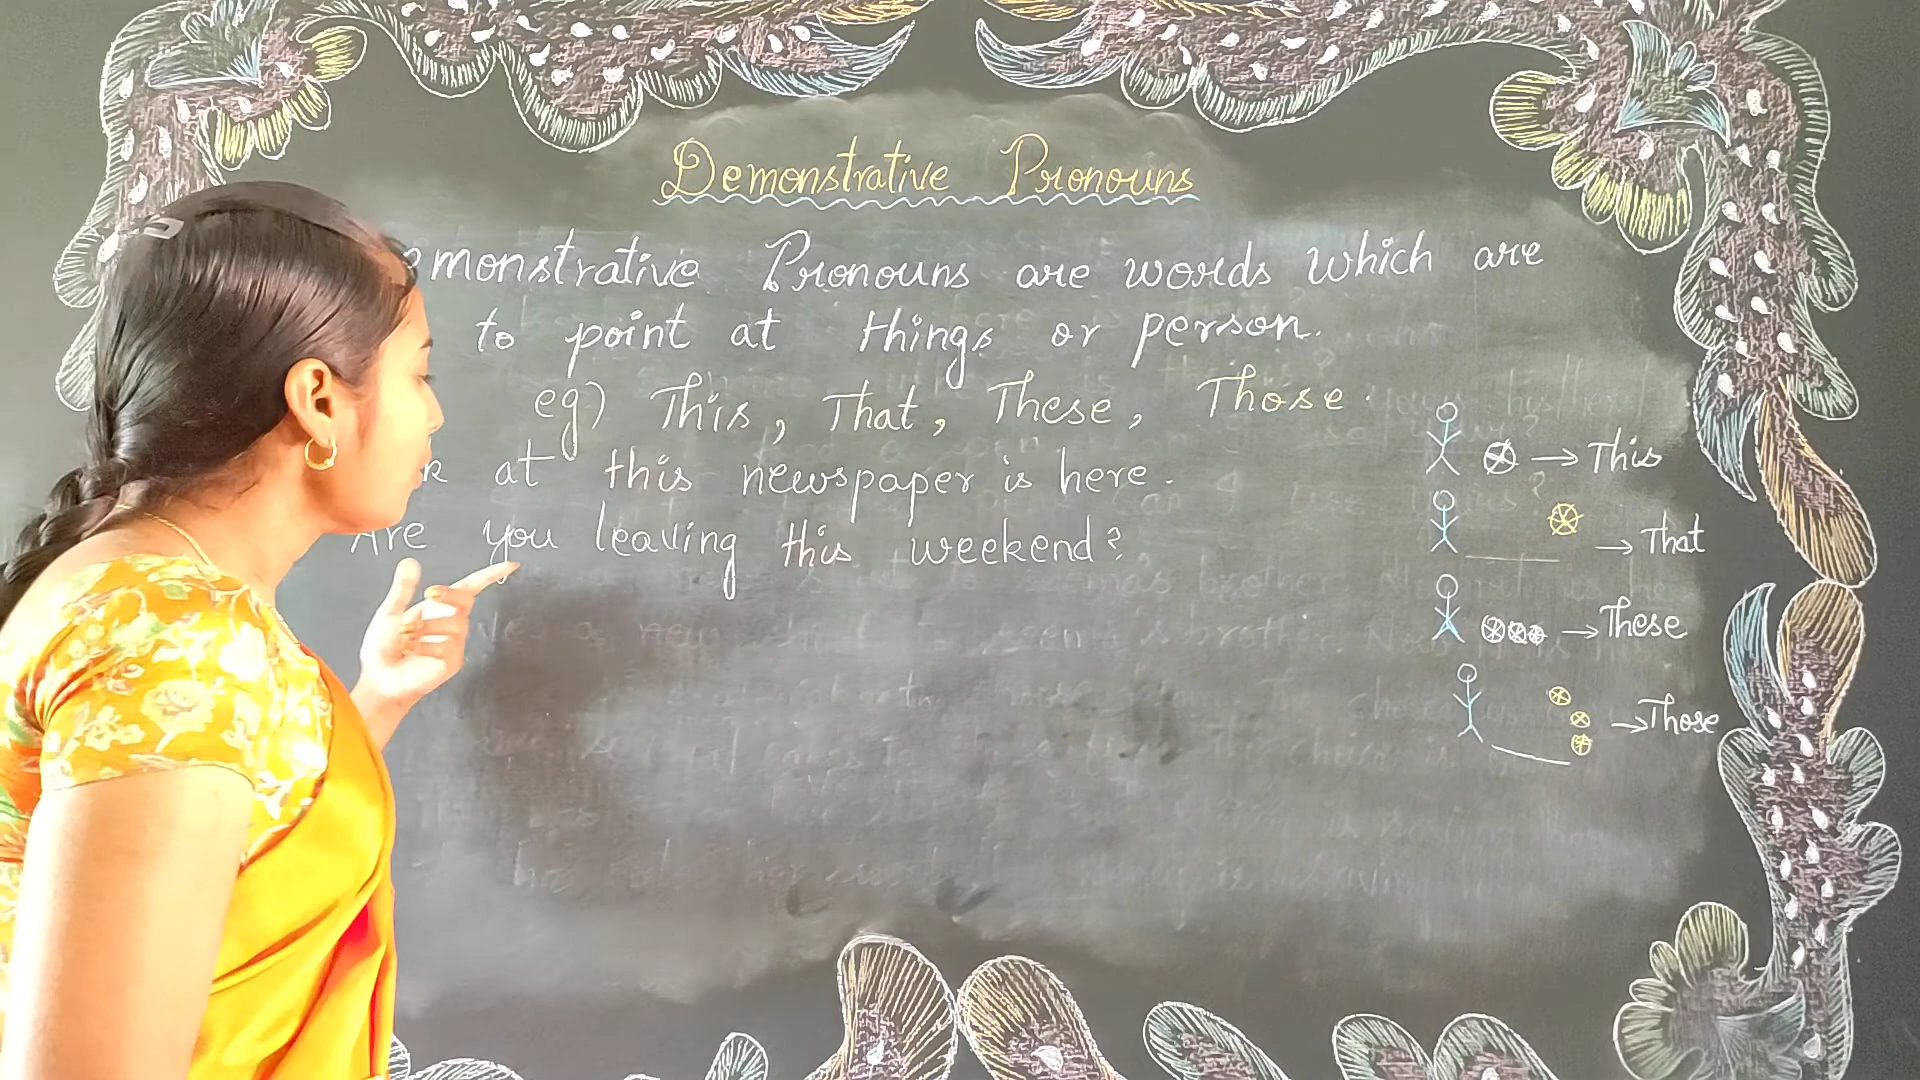 Demonstrative Pronouns
emonstrative Pronouns are words which are
to point at things or person.
eg) This, That, These, Those.
k at this newspaper is here.
Are you leaving this weekend?
→ This
→ That
→ These
→ Those